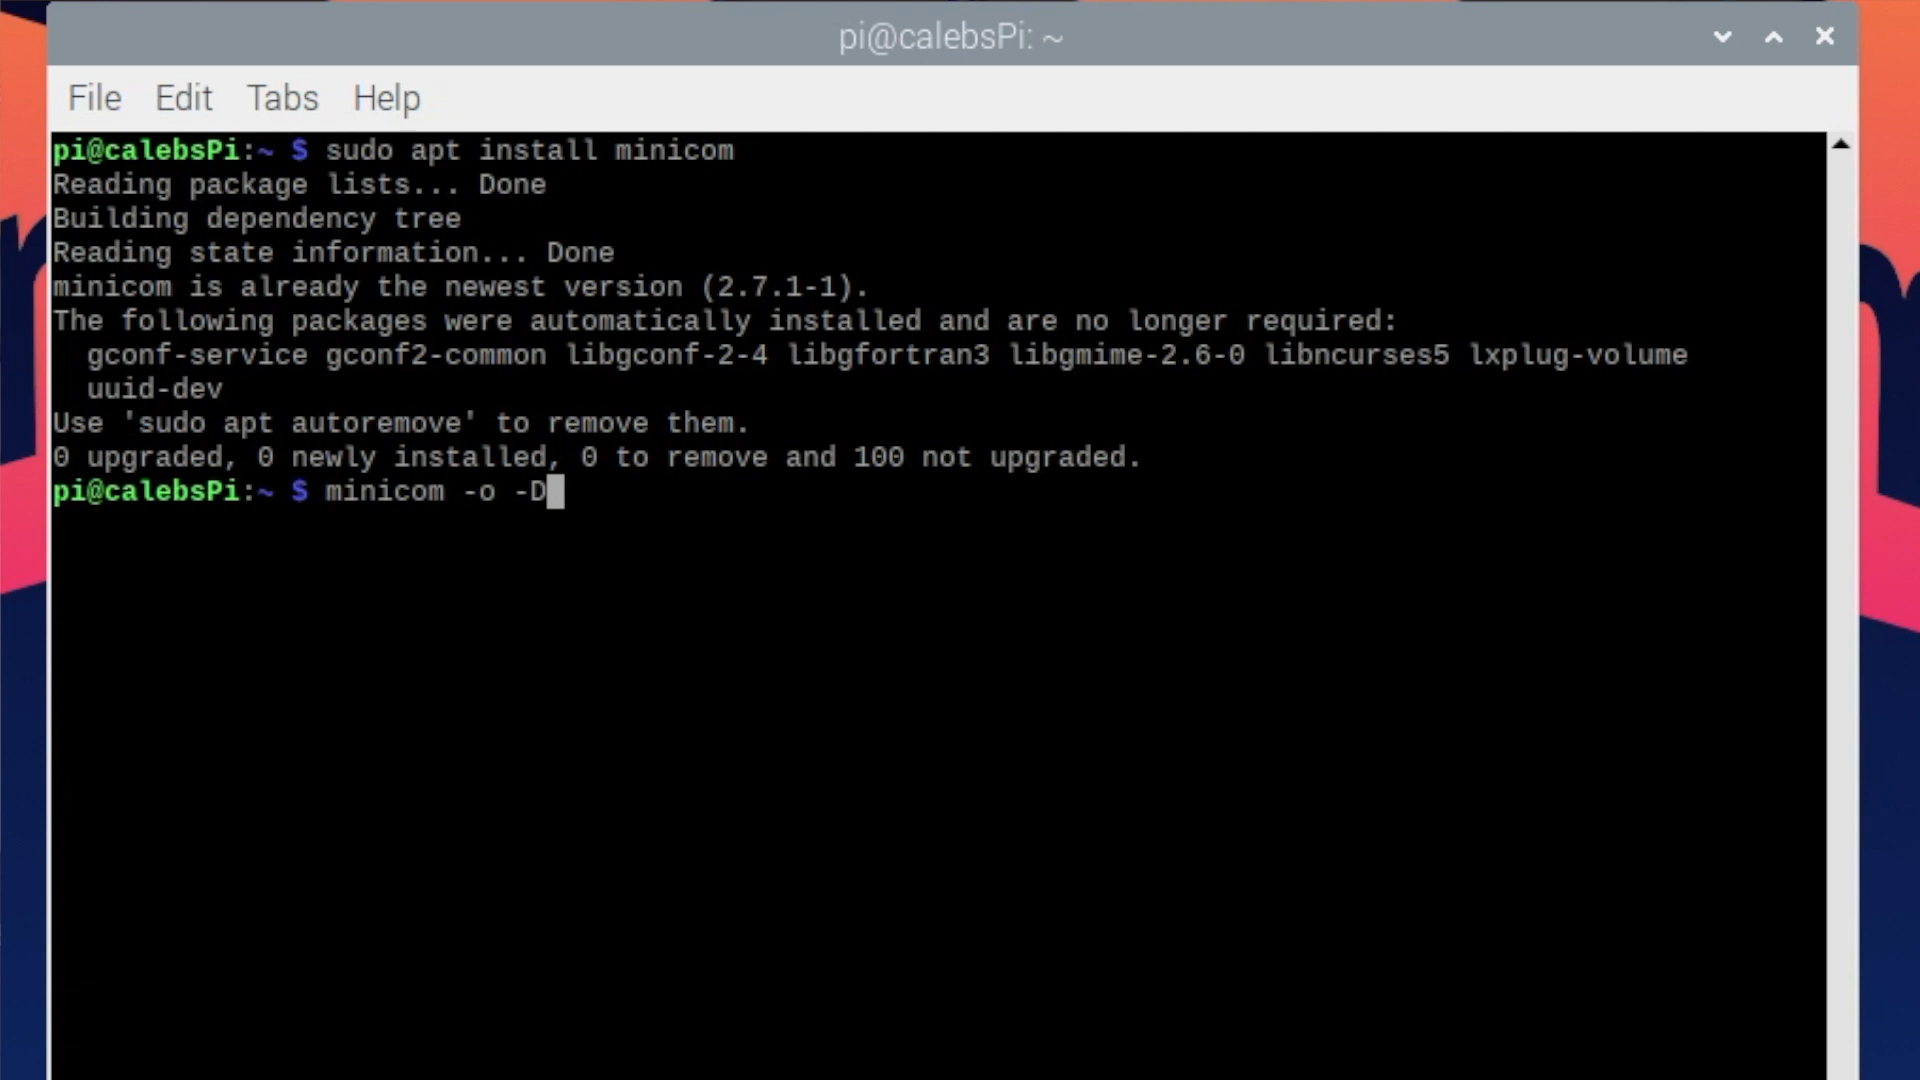 pi@calebsPi: ~
File Edit Tabs Help
pi@calebsPi:~ $ sudo apt install minicom
Reading package lists... Done
Building dependency tree
Reading state information... Done
minicom is already the newest version (2.7.1-1).
The following packages were automatically installed and are no longer required:
  gconf-service gconf2-common libgconf-2-4 libgfortran3 libgmime-2.6-0 libncurses5 lxplug-volume
  uuid-dev
Use 'sudo apt autoremove' to remove them.
0 upgraded, 0 newly installed, 0 to remove and 100 not upgraded.
pi@calebsPi:~ $ minicom -o -D